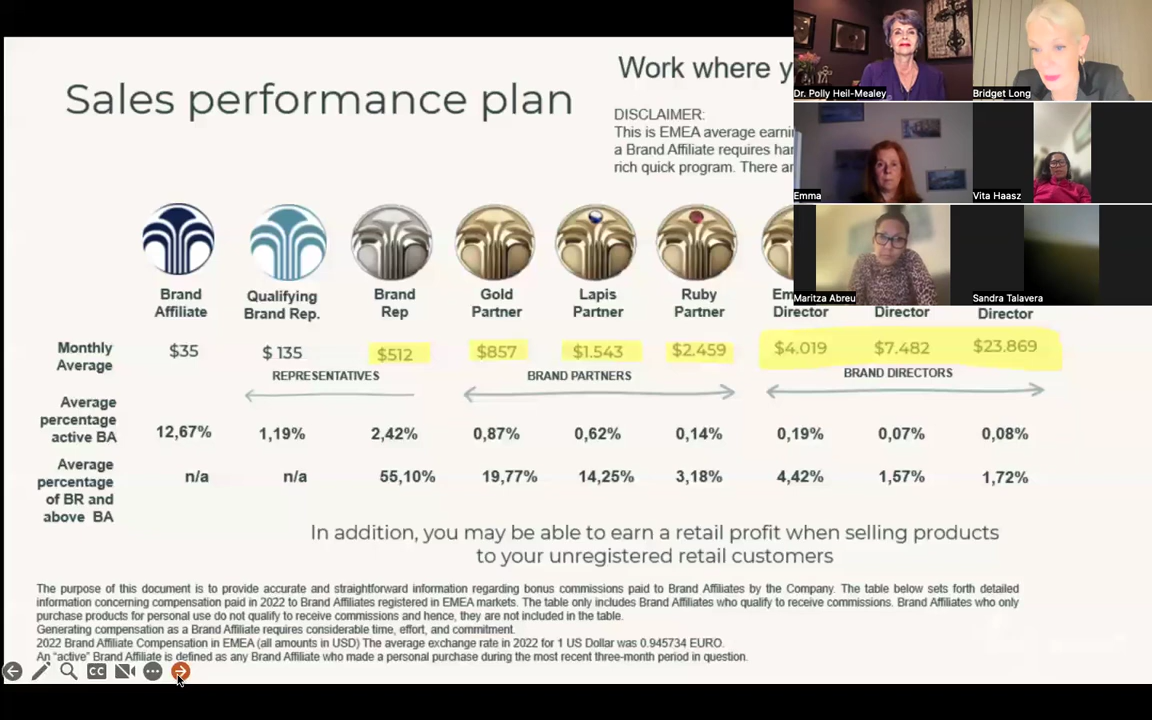 Sales performance plan
Work where y
DISCLAIMER:
This is EMEA average earni
a Brand Affiliate requires har
rich quick program. There ar
Dr. Polly Heil-Mealey
Bridget Long
Emma
Vita Haasz
Maritza Abreu
Sandra Talavera
Brand Affiliate
Qualifying Brand Rep.
Brand Rep
Gold Partner
Lapis Partner
Ruby Partner
Em
Director
Director
Director
Monthly Average
$35
$ 135
$512
$857
$1.543
$2.459
$4.019
$7.482
$23.869
REPRESENTATIVES
BRAND PARTNERS
BRAND DIRECTORS
Average percentage active BA
12,67%
1,19%
2,42%
0,87%
0,62%
0,14%
0,19%
0,07%
0,08%
Average percentage of BR and above BA
n/a
n/a
55,10%
19,77%
14,25%
3,18%
4,42%
1,57%
1,72%
In addition, you may be able to earn a retail profit when selling products
to your unregistered retail customers
The purpose of this document is to provide accurate and straightforward information regarding bonus commissions paid to Brand Affiliates by the Company. The table below sets forth detailed
information concerning compensation paid in 2022 to Brand Affiliates registered in EMEA markets. The table only includes Brand Affiliates who qualify to receive commissions. Brand Affiliates who only
purchase products for personal use do not qualify to receive commissions and hence, they are not included in the table.
Generating compensation as a Brand Affiliate requires considerable time, effort, and commitment.
2022 Brand Affiliate Compensation in EMEA (all amounts in USD) The average exchange rate in 2022 for 1 US Dollar was 0.945734 EURO.
An “active” Brand Affiliate is defined as any Brand Affiliate who made a personal purchase during the most recent three-month period in question.
CC